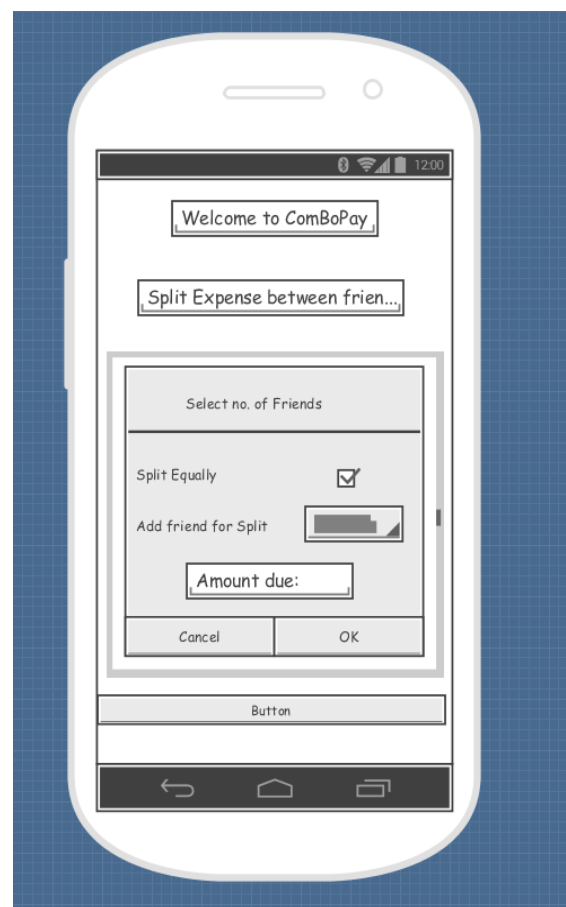 12:00
Welcome to ComBoPay
Split Expense between frien...
Select no. of Friends
Split Equally
Add friend for Split
Amount due:
Cancel OK
Button